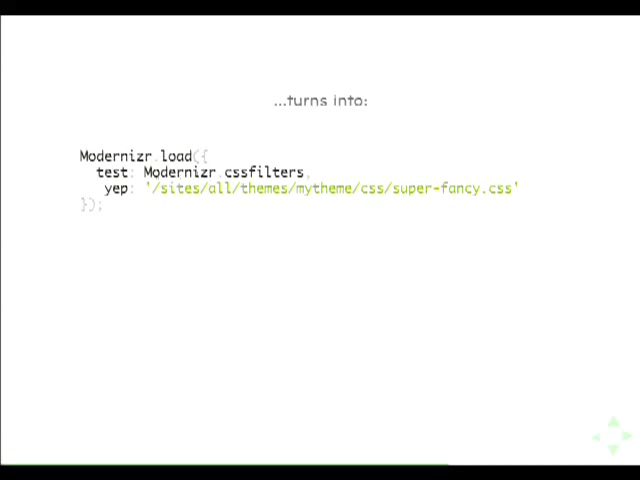 ...turns into:
Modernizr.load({
  test: Modernizr.cssfilters,
   yep: '/sites/all/themes/mytheme/css/super-fancy.css'
});